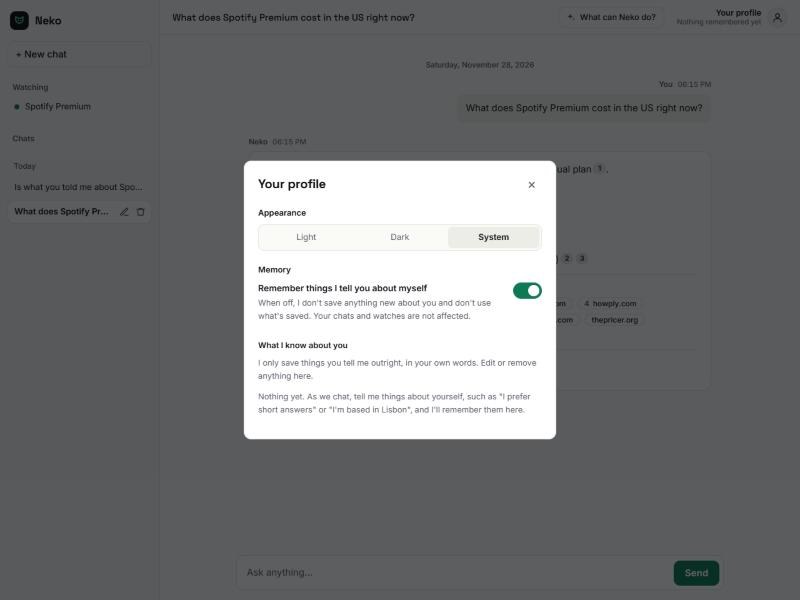 Neko
What does Spotify Premium cost in the US right now?
What can Neko do?
Your profile
Nothing remembered yet
+ New chat
Watching
Spotify Premium
Chats
Today
Is what you told me about Spo...
What does Spotify Pr...
Saturday, November 28, 2026
You 06:15 PM
What does Spotify Premium cost in the US right now?
Neko 06:15 PM
ual plan 1 .
2 3
4 howply.com
.com
thepricer.org
Your profile
Appearance
Light
Dark
System
Memory
Remember things I tell you about myself
When off, I don't save anything new about you and don't use
what's saved. Your chats and watches are not affected.
What I know about you
I only save things you tell me outright, in your own words. Edit or remove
anything here.
Nothing yet. As we chat, tell me things about yourself, such as "I prefer
short answers" or "I'm based in Lisbon", and I'll remember them here.
Ask anything...
Send